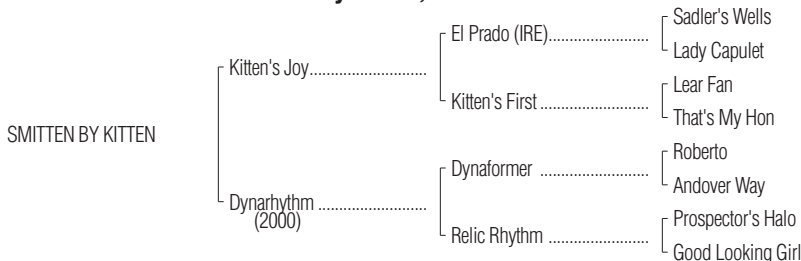 Sadler's Wells
El Prado (IRE)
Lady Capulet
Kitten's Joy
Lear Fan
Kitten's First
That's My Hon
SMITTEN BY KITTEN
Roberto
Dynaformer
Andover Way
Dynarhythm
(2000)
Prospector's Halo
Relic Rhythm
Good Looking Girl